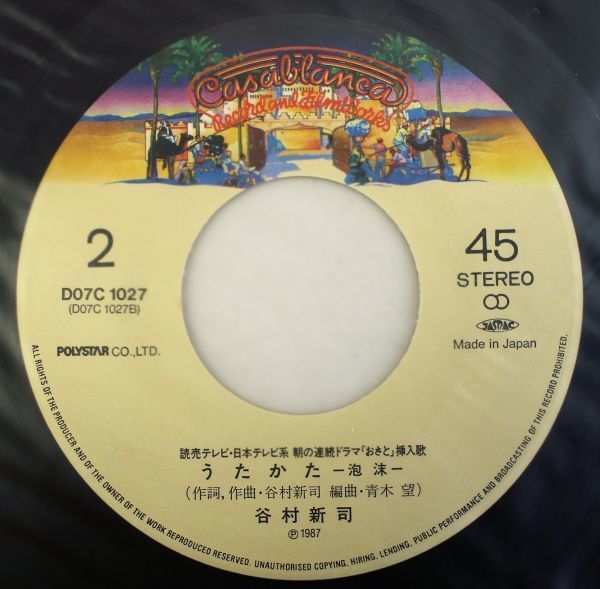 Casablanca
Record and FilmWorks
2
45
STEREO
D07C 1027
(D07C 1027B)
JASRAC
POLYSTAR CO.,LTD.
Made in Japan
読売テレビ・日本テレビ系 朝の連続ドラマ「おさと」挿入歌
うたかた ー泡 沫ー
(作詞,作曲・谷村新司 編曲・青木 望)
谷村新司
Ⓟ1987
ALL RIGHTS OF THE PRODUCER AND OF THE OWNER OF THE WORK REPRODUCED RESERVED. UNAUTHORISED COPYING. HIRING. LENDING. PUBLIC PERFORMANCE AND BROADCASTING OF THIS RECORD PROHIBITED.